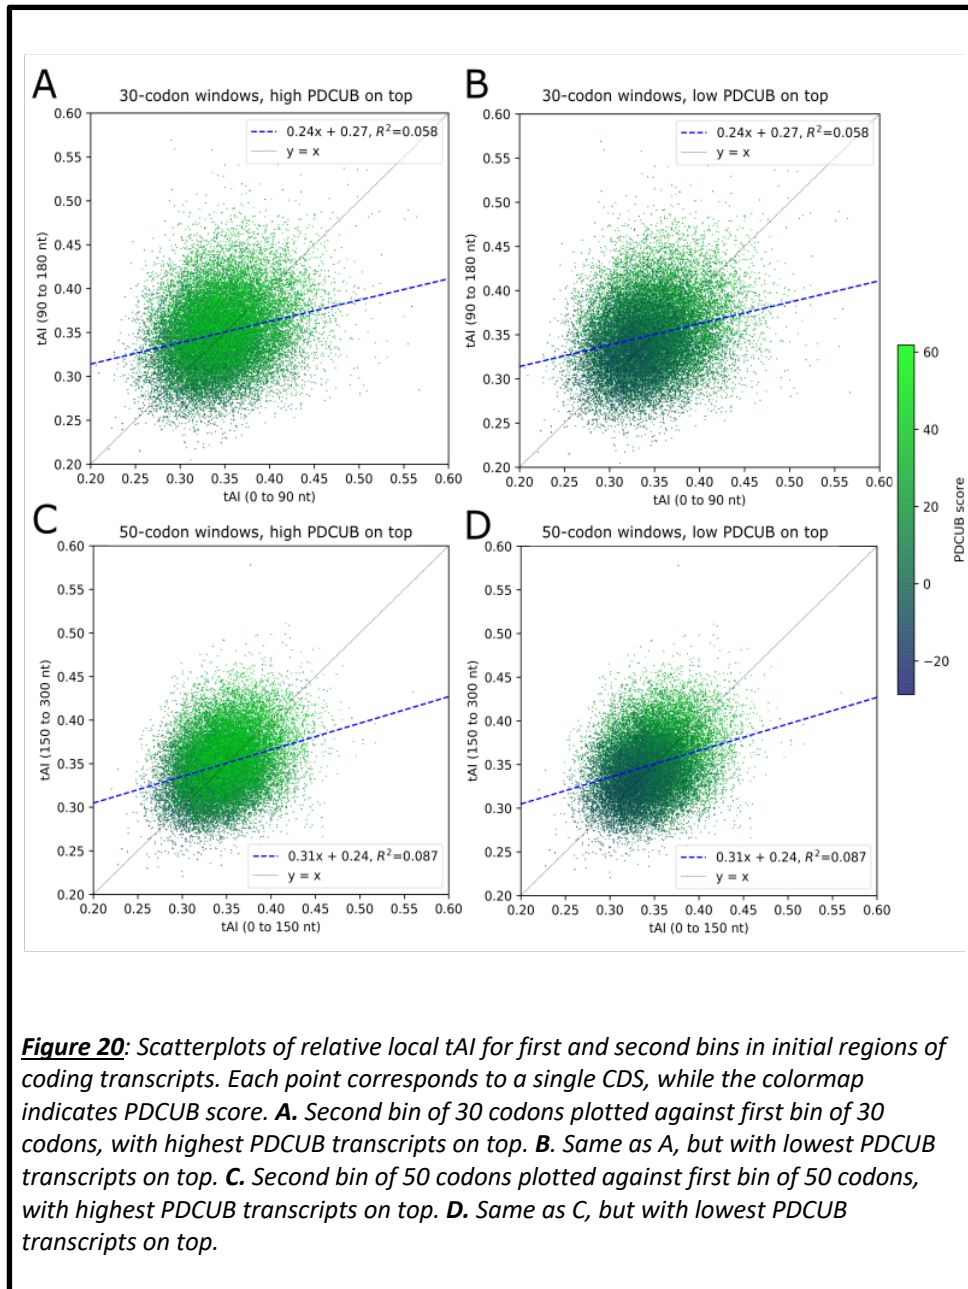 A
30-codon windows, high PDCUB on top
0.24x + 0.27, R²=0.058
y = x
0.60
0.55
0.50
0.45
0.40
0.35
0.30
0.25
0.20
tAI (90 to 180 nt)
0.20 0.25 0.30 0.35 0.40 0.45 0.50 0.55 0.60
tAI (0 to 90 nt)
B
30-codon windows, low PDCUB on top
0.24x + 0.27, R²=0.058
y = x
0.60
0.55
0.50
0.45
0.40
0.35
0.30
0.25
0.20
tAI (90 to 180 nt)
0.20 0.25 0.30 0.35 0.40 0.45 0.50 0.55 0.60
tAI (0 to 90 nt)
C
50-codon windows, high PDCUB on top
0.60
0.55
0.50
0.45
0.40
0.35
0.30
0.25
0.20
tAI (150 to 300 nt)
0.31x + 0.24, R²=0.087
y = x
0.20 0.25 0.30 0.35 0.40 0.45 0.50 0.55 0.60
tAI (0 to 150 nt)
D
50-codon windows, low PDCUB on top
0.60
0.55
0.50
0.45
0.40
0.35
0.30
0.25
0.20
tAI (150 to 300 nt)
0.31x + 0.24, R²=0.087
y = x
0.20 0.25 0.30 0.35 0.40 0.45 0.50 0.55 0.60
tAI (0 to 150 nt)
60
40
20
0
−20
PDCUB score
Figure 20: Scatterplots of relative local tAI for first and second bins in initial regions of
coding transcripts. Each point corresponds to a single CDS, while the colormap
indicates PDCUB score. A. Second bin of 30 codons plotted against first bin of 30
codons, with highest PDCUB transcripts on top. B. Same as A, but with lowest PDCUB
transcripts on top. C. Second bin of 50 codons plotted against first bin of 50 codons,
with highest PDCUB transcripts on top. D. Same as C, but with lowest PDCUB
transcripts on top.